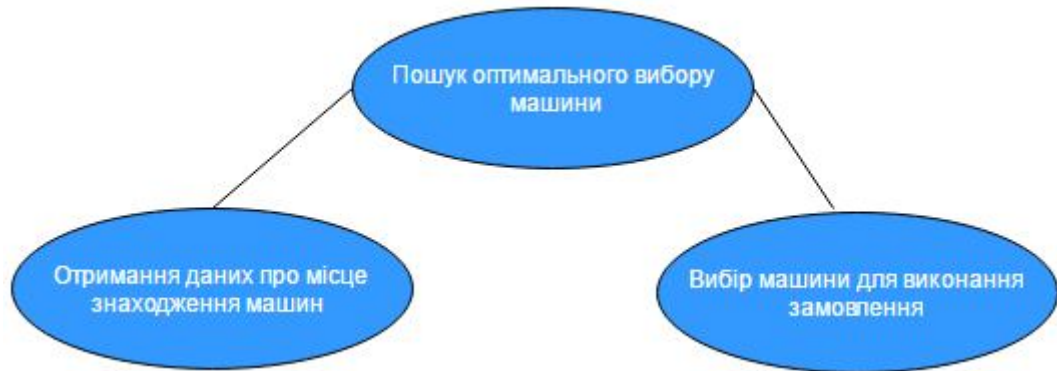 Пошук оптимального вибору
машини
Отримання даних про місце
знаходження машин
Вибір машини для виконання
замовлення